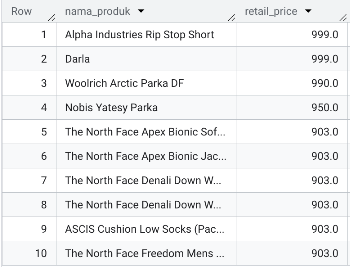 Row nama_produk retail_price
1 Alpha Industries Rip Stop Short 999.0
2 Darla 999.0
3 Woolrich Arctic Parka DF 990.0
4 Nobis Yatesy Parka 950.0
5 The North Face Apex Bionic Sof... 903.0
6 The North Face Apex Bionic Jac... 903.0
7 The North Face Denali Down W... 903.0
8 The North Face Denali Down W... 903.0
9 ASCIS Cushion Low Socks (Pac... 903.0
10 The North Face Freedom Mens ... 903.0